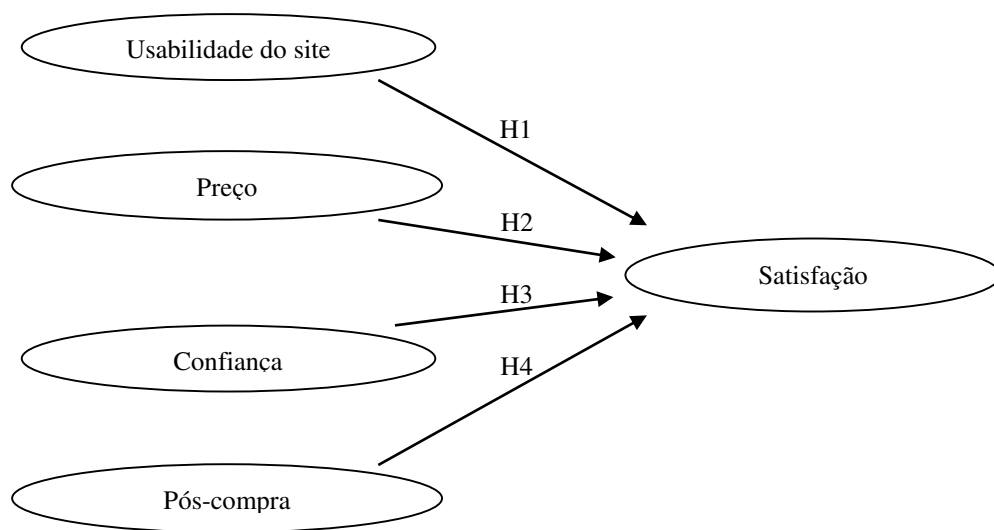 Usabilidade do site
H1
Preço
H2
Satisfação
H3
Confiança
H4
Pós-compra